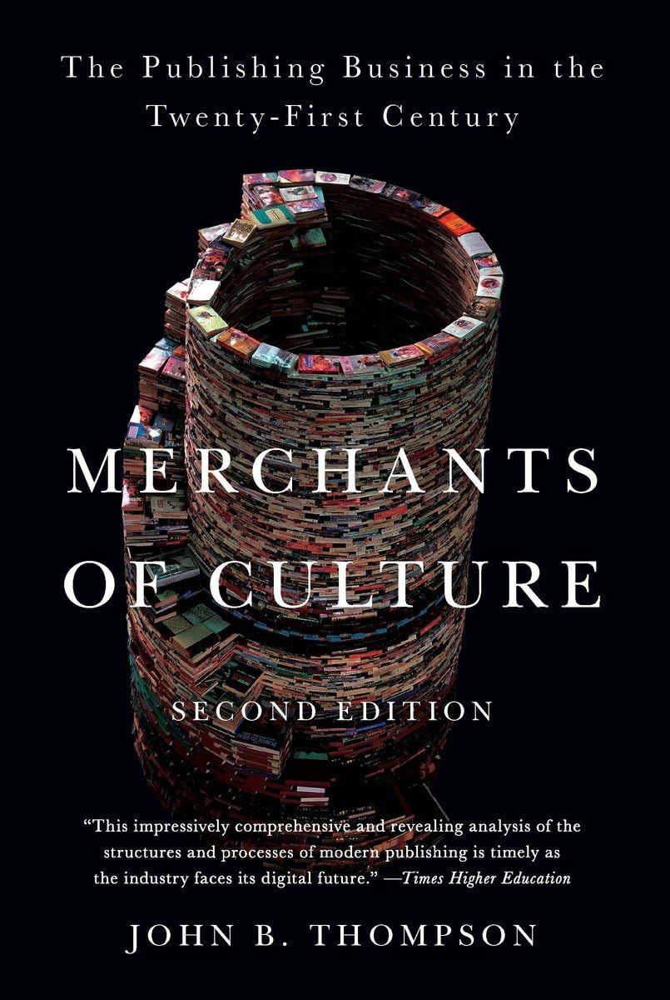 The Publishing Business in the
Twenty-First Century
MERCHANTS
OF CULTURE
SECOND EDITION
“This impressively comprehensive and revealing analysis of the
structures and processes of modern publishing is timely as
the industry faces its digital future.” —Times Higher Education
JOHN B. THOMPSON